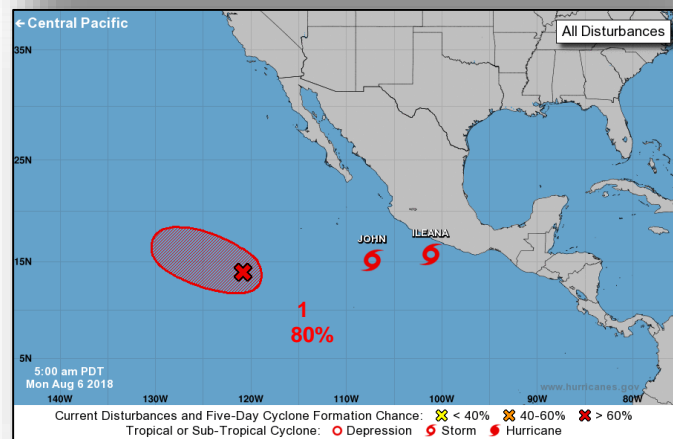 ← Central Pacific
All Disturbances
35N
25N
JOHN
ILEANA
15N
1
80%
5N
5:00 am PDT
Mon Aug 6 2018
www.hurricanes.gov
140W 130W 120W 110W 100W 90W 80W
Current Disturbances and Five-Day Cyclone Formation Chance: < 40% 40-60% > 60%
Tropical or Sub-Tropical Cyclone: Depression Storm Hurricane